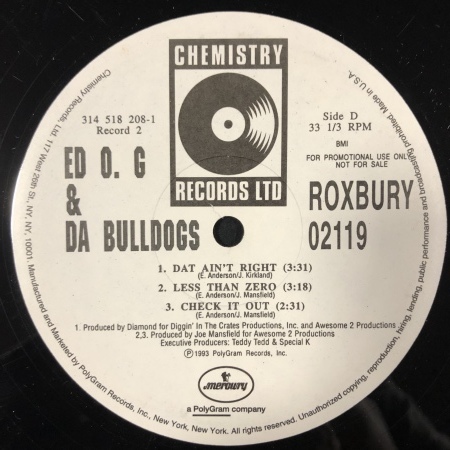 CHEMISTRY
RECORDS LTD
314 518 208-1
Record 2
Side D
33 1/3 RPM
BMI
FOR PROMOTIONAL USE ONLY
NOT FOR SALE
ED O. G
&
DA BULLDOGS
ROXBURY
02119
1. DAT AIN'T RIGHT (3:31)
(E. Anderson/J. Kirkland)
2. LESS THAN ZERO (3:18)
(E. Anderson/J. Mansfield)
3. CHECK IT OUT (2:31)
(E. Anderson/J. Mansfield)
1. Produced by Diamond for Diggin' In The Crates Productions, Inc. and Awesome 2 Productions
2,3. Produced by Joe Mansfield for Awesome 2 Productions
Executive Producers: Teddy Tedd & Special K
Ⓟ 1993 PolyGram Records, Inc.
mercury
a PolyGram company
Chemistry Records, Ltd. 117 West 26th St., NY, NY, 10001. Manufactured and Marketed by PolyGram Records, Inc., New York, New York. All rights reserved. Unauthorized copying, reproduction, hiring, lending, public performance and broadcasting prohibited. Made in U.S.A.